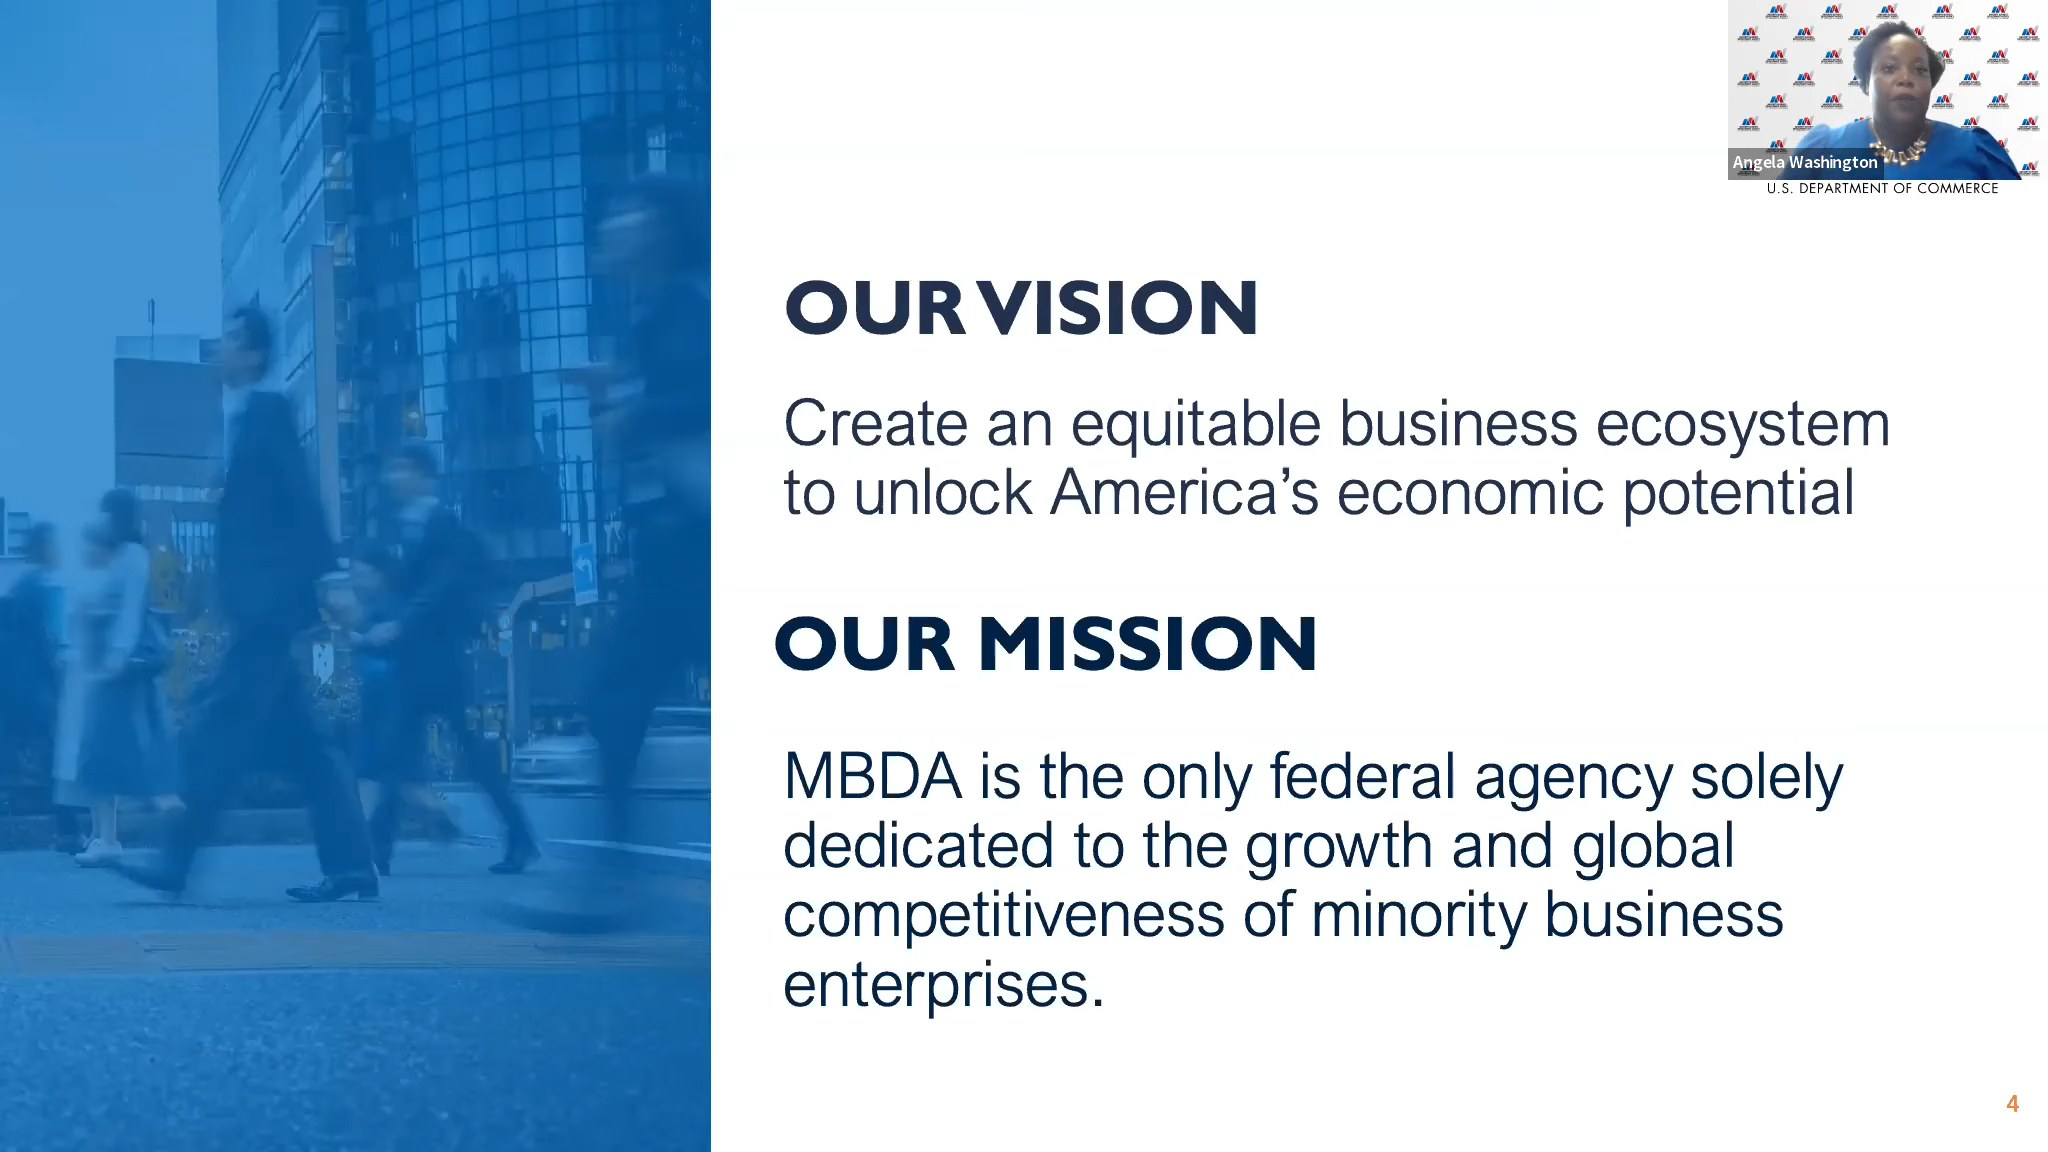 Angela Washington
U.S. DEPARTMENT OF COMMERCE
OUR VISION
Create an equitable business ecosystem
to unlock America’s economic potential
OUR MISSION
MBDA is the only federal agency solely
dedicated to the growth and global
competitiveness of minority business
enterprises.
4